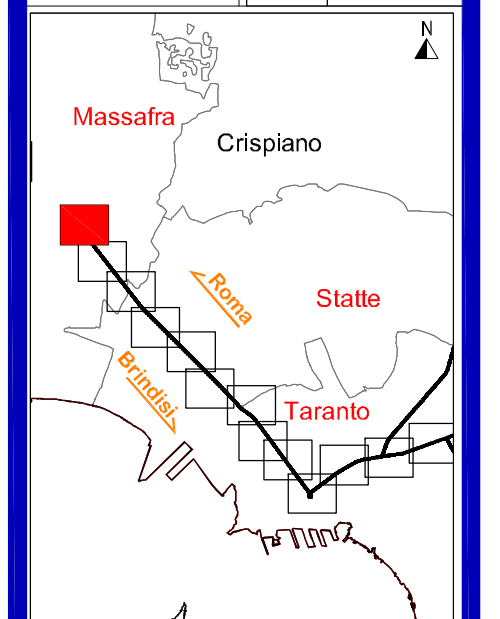 N
Massafra
Crispiano
Roma
Statte
Brindisi
Taranto